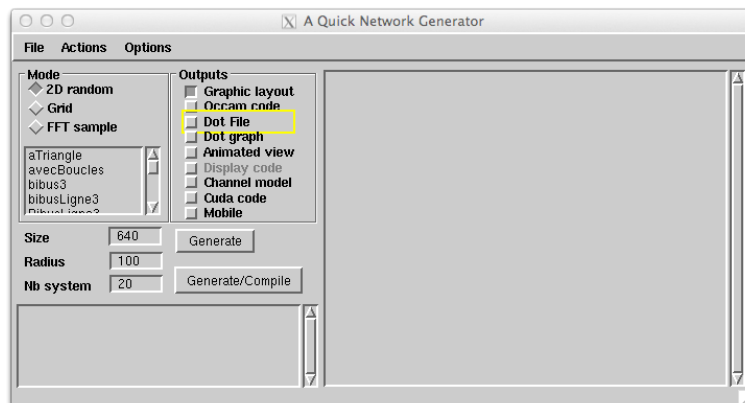 A Quick Network Generator
File Actions Options
Mode
2D random
Grid
FFT sample
aTriangle
avecBoucles
bibus3
bibusLigne3
BibusLigne3
Outputs
Graphic layout
Occam code
Dot File
Dot graph
Animated view
Display code
Channel model
Cuda code
Mobile
Size 640
Radius 100
Nb system 20
Generate
Generate/Compile